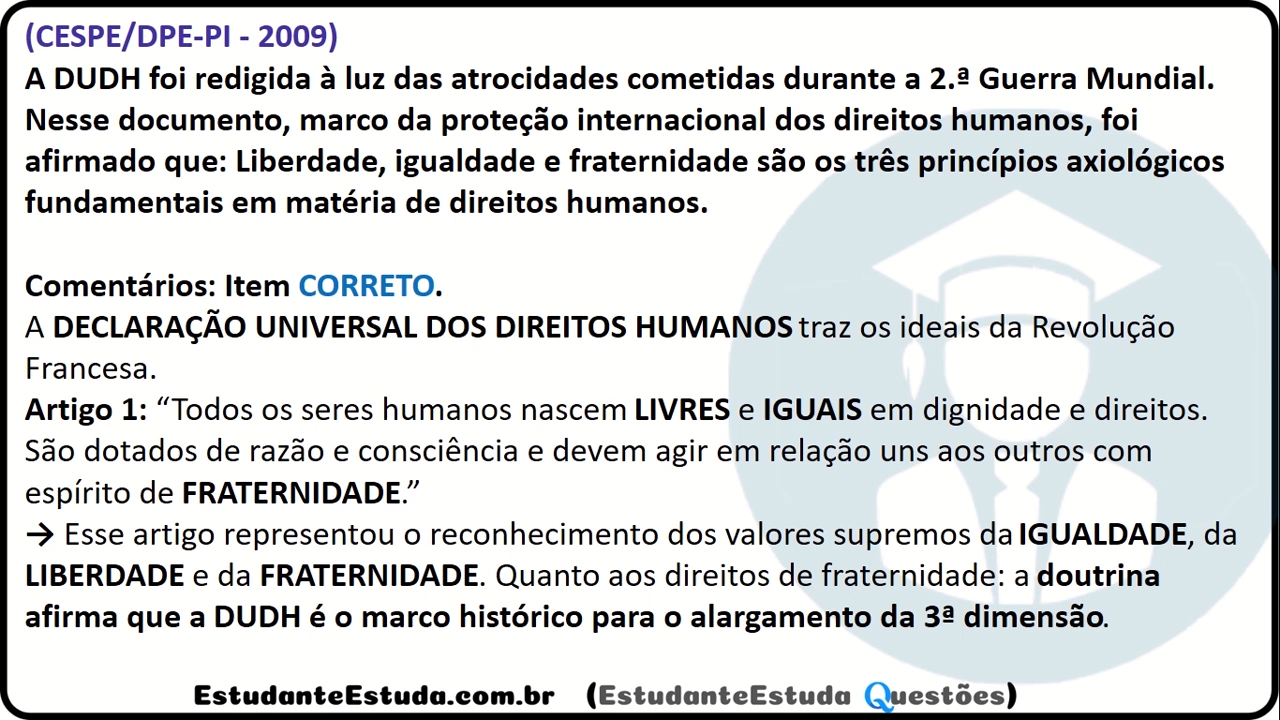 (CESPE/DPE-PI - 2009)
A DUDH foi redigida à luz das atrocidades cometidas durante a 2.ª Guerra Mundial.
Nesse documento, marco da proteção internacional dos direitos humanos, foi
afirmado que: Liberdade, igualdade e fraternidade são os três princípios axiológicos
fundamentais em matéria de direitos humanos.
Comentários: Item CORRETO.
A DECLARAÇÃO UNIVERSAL DOS DIREITOS HUMANOS traz os ideais da Revolução
Francesa.
Artigo 1: “Todos os seres humanos nascem LIVRES e IGUAIS em dignidade e direitos.
São dotados de razão e consciência e devem agir em relação uns aos outros com
espírito de FRATERNIDADE.”
→ Esse artigo representou o reconhecimento dos valores supremos da IGUALDADE, da
LIBERDADE e da FRATERNIDADE. Quanto aos direitos de fraternidade: a doutrina
afirma que a DUDH é o marco histórico para o alargamento da 3ª dimensão.
EstudanteEstuda.com.br (EstudanteEstuda Questões)